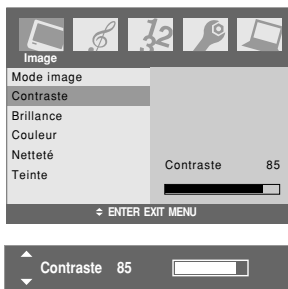 Image
Mode image
Contraste
Brillance
Couleur
Netteté
Teinte
Contraste 85
ENTER EXIT MENU
Contraste 85